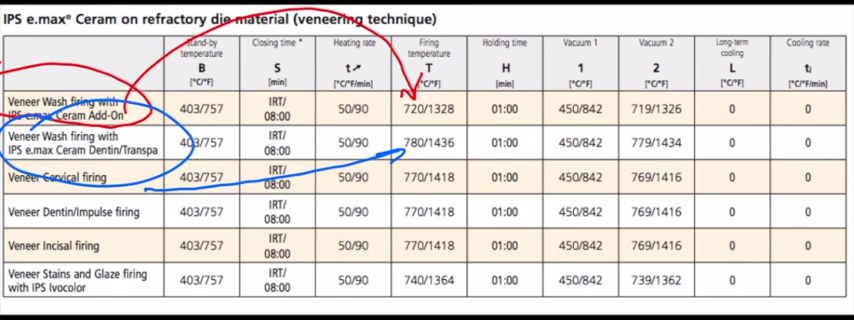 IPS e.max® Ceram on refractory die material (veneering technique)
Stand-by temperature B [°C/°F] Closing time * S [min] Heating rate t↗ [°C/°F/min] Firing temperature T [°C/°F] Holding time H [min] Vacuum 1 1 [°C/°F] Vacuum 2 2 [°C/°F] Long-term cooling L [°C/°F] Cooling rate t↘ [°C/°F/min]
Veneer Wash firing with IPS e.max Ceram Add-On 403/757 IRT/ 08:00 50/90 720/1328 01:00 450/842 719/1326 0 0
Veneer Wash firing with IPS e.max Ceram Dentin/Transpa 403/757 IRT/ 08:00 50/90 780/1436 01:00 450/842 779/1434 0 0
Veneer Cervical firing 403/757 IRT/ 08:00 50/90 770/1418 01:00 450/842 769/1416 0 0
Veneer Dentin/Impulse firing 403/757 IRT/ 08:00 50/90 770/1418 01:00 450/842 769/1416 0 0
Veneer Incisal firing 403/757 IRT/ 08:00 50/90 770/1418 01:00 450/842 769/1416 0 0
Veneer Stains and Glaze firing with IPS Ivocolor 403/757 IRT/ 08:00 50/90 740/1364 01:00 450/842 739/1362 0 0